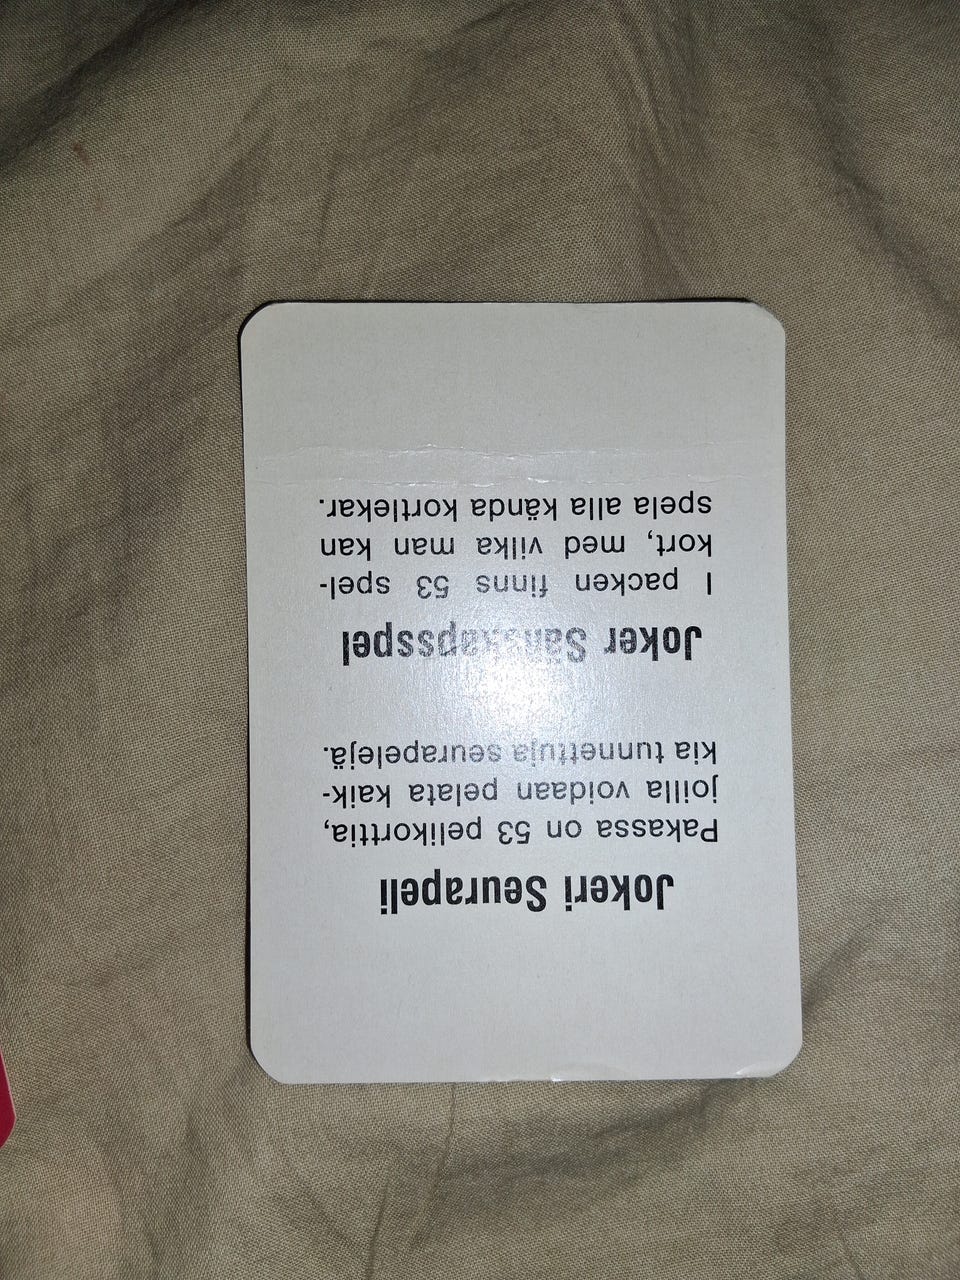 Jokeri Seurapeli
Pakassa on 53 pelikorttia,
joilla voidaan pelata kaik-
kia tunnettuja seurapelejä.
Joker Sällskapsspel
I packen finns 53 spel-
kort, med vilka man kan
spela alla kända kortlekar.